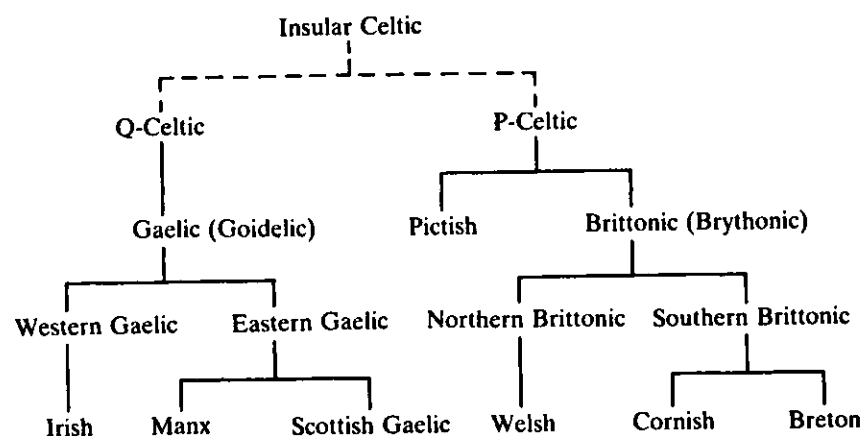 Insular Celtic
Q-Celtic P-Celtic
Gaelic (Goidelic) Pictish Brittonic (Brythonic)
Western Gaelic Eastern Gaelic Northern Brittonic Southern Brittonic
Irish Manx Scottish Gaelic Welsh Cornish Breton